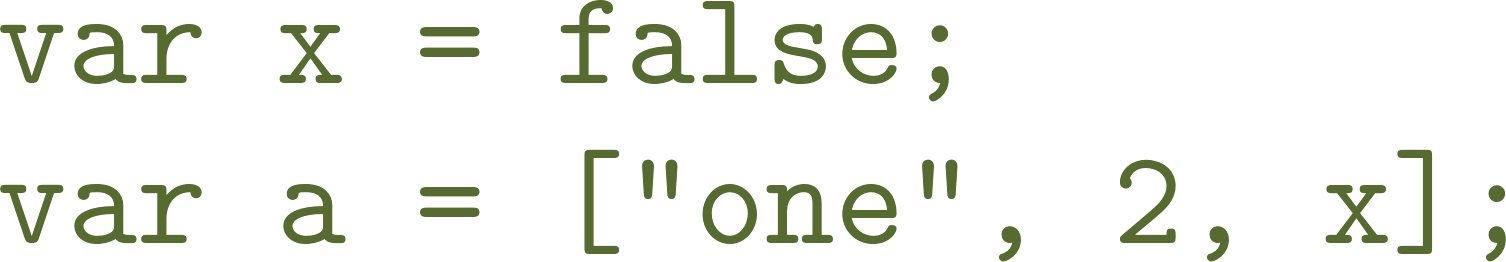 var x = false;
var a = ["one", 2, x];